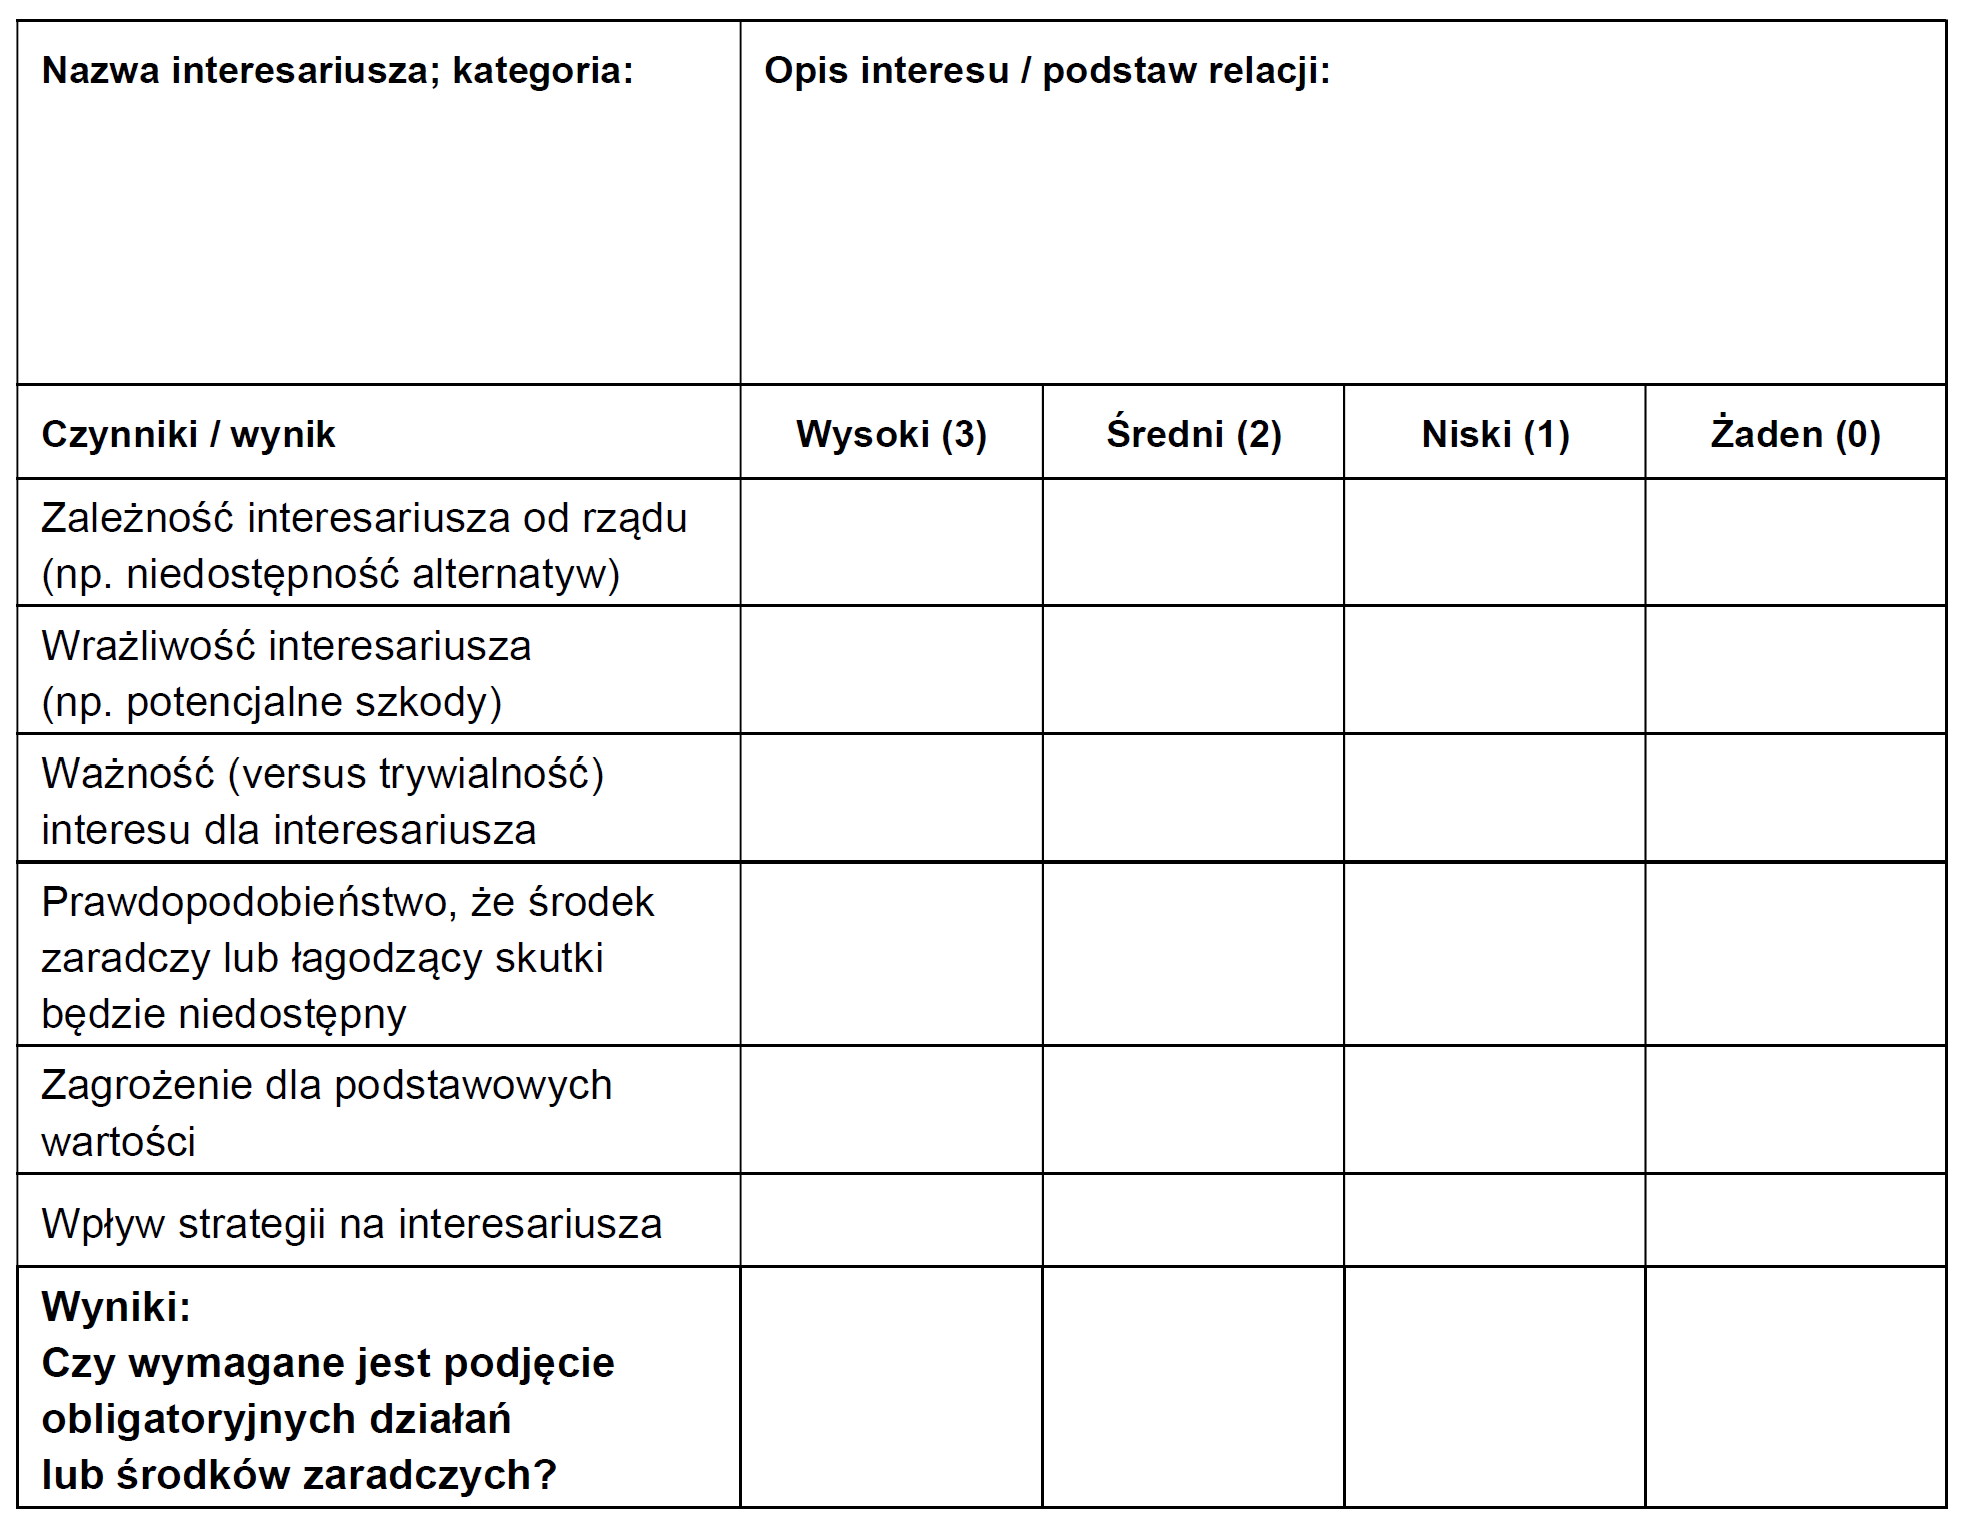 Nazwa interesariusza; kategoria:
Opis interesu / podstaw relacji:
Czynniki / wynik
Wysoki (3)
Średni (2)
Niski (1)
Żaden (0)
Zależność interesariusza od rządu
(np. niedostępność alternatyw)
Wrażliwość interesariusza
(np. potencjalne szkody)
Ważność (versus trywialność)
interesu dla interesariusza
Prawdopodobieństwo, że środek
zaradczy lub łagodzący skutki
będzie niedostępny
Zagrożenie dla podstawowych
wartości
Wpływ strategii na interesariusza
Wyniki:
Czy wymagane jest podjęcie
obligatoryjnych działań
lub środków zaradczych?